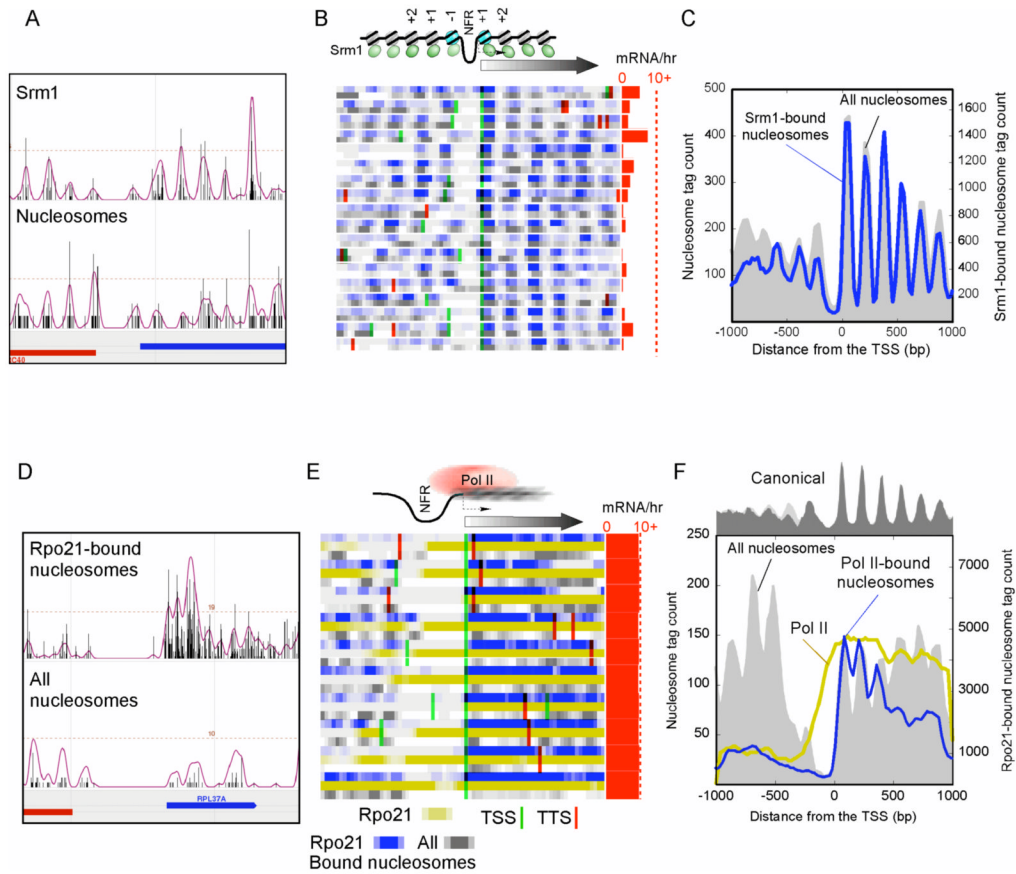 A
Srm1
Nucleosomes
IC40
B
+2
+1
-1
NFR
+1
+2
Srm1
mRNA/hr
0 10+
C
500
400
300
200
100
1600
1400
1200
1000
800
600
400
200
All nucleosomes
Srm1-bound
nucleosomes
Nucleosome tag count
Srm1-bound nucleosome tag count
-1000 -500 0 500 1000
Distance from the TSS (bp)
D
Rpo21-bound
nucleosomes
19
All
nucleosomes
10
RPL37A
E
NFR
Pol II
mRNA/hr
0 10+
Rpo21 TSS TTS
Rpo21 All
Bound nucleosomes
F
Canonical
250
200
150
100
50
7000
5000
3000
1000
All nucleosomes
Pol II-bound
nucleosomes
Pol II
Nucleosome tag count
Rpo21-bound nucleosome tag count
-1000 -500 0 500 1000
Distance from the TSS (bp)